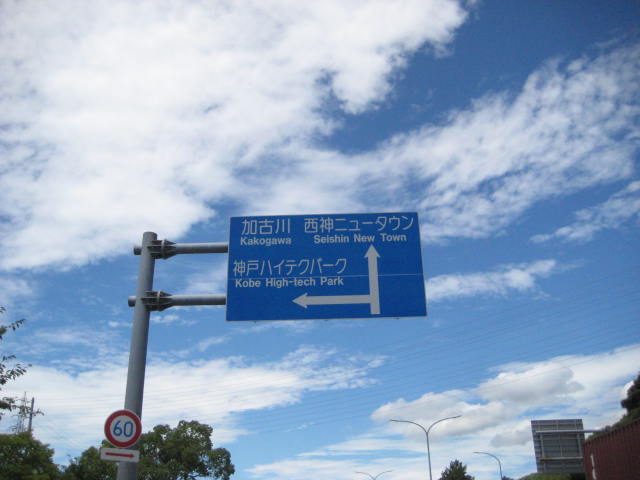 加古川 西神ニュータウン
Kakogawa Seishin New Town
神戸ハイテクパーク
Kobe High-tech Park
60